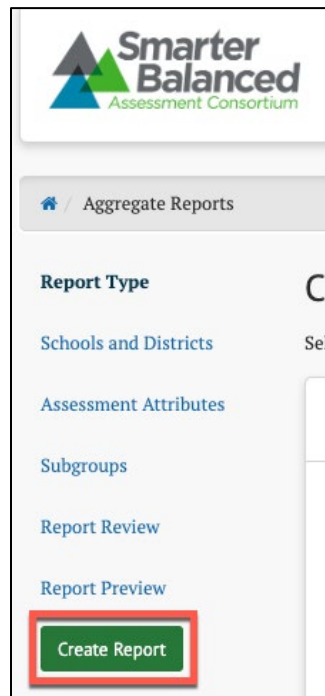 Smarter
Balanced
Assessment Consortium
/ Aggregate Reports
Report Type
C
Schools and Districts
Se
Assessment Attributes
Subgroups
Report Review
Report Preview
Create Report